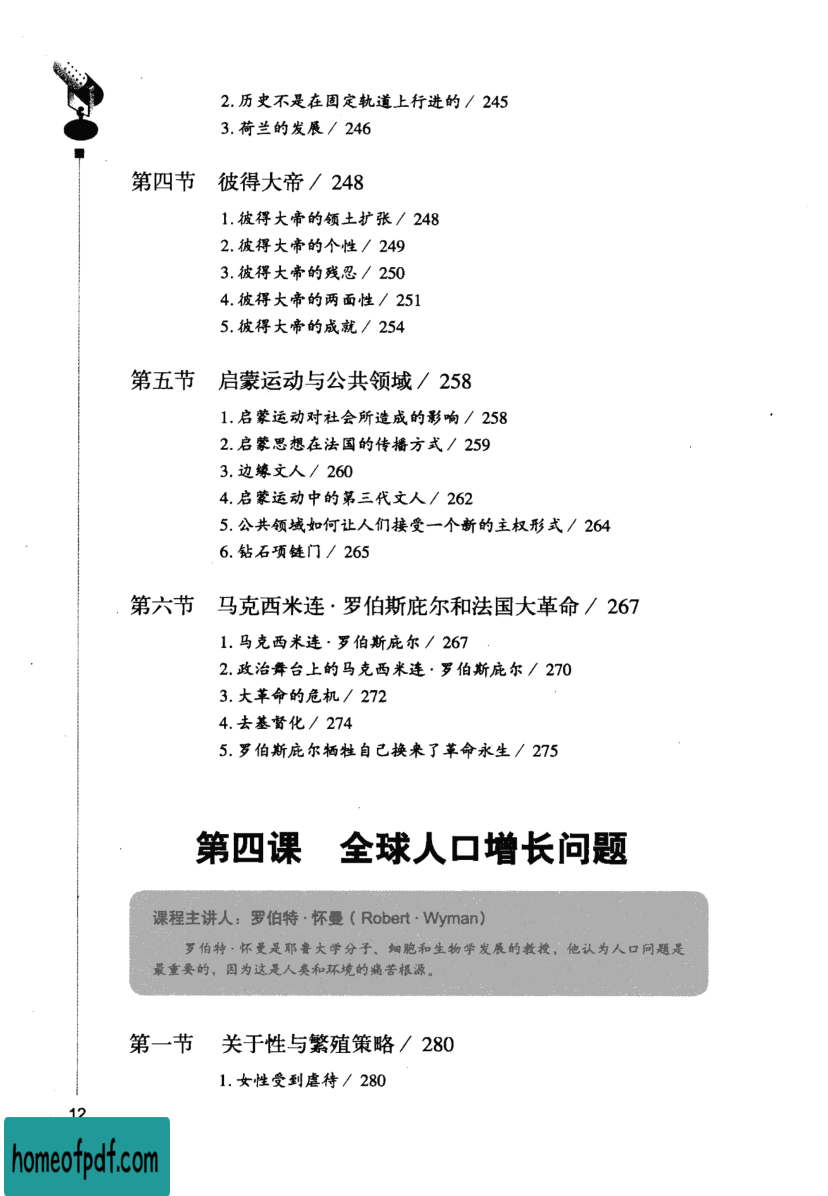 2. 历史不是在固定轨道上行进的 / 245
3. 荷兰的发展 / 246
第四节 彼得大帝 / 248
1. 彼得大帝的领土扩张 / 248
2. 彼得大帝的个性 / 249
3. 彼得大帝的残忍 / 250
4. 彼得大帝的两面性 / 251
5. 彼得大帝的成就 / 254
第五节 启蒙运动与公共领域 / 258
1. 启蒙运动对社会所造成的影响 / 258
2. 启蒙思想在法国的传播方式 / 259
3. 边缘文人 / 260
4. 启蒙运动中的第三代文人 / 262
5. 公共领域如何让人们接受一个新的主权形式 / 264
6. 钻石项链门 / 265
第六节 马克西米连·罗伯斯庇尔和法国大革命 / 267
1. 马克西米连·罗伯斯庇尔 / 267
2. 政治舞台上的马克西米连·罗伯斯庇尔 / 270
3. 大革命的危机 / 272
4. 去基督化 / 274
5. 罗伯斯庇尔牺牲自己换来了革命永生 / 275
第四课 全球人口增长问题
课程主讲人：罗伯特·怀曼（Robert·Wyman）
罗伯特·怀曼是耶鲁大学分子、细胞和生物学发展的教授，他认为人口问题是
最重要的，因为这是人类和环境的痛苦根源。
第一节 关于性与繁殖策略 / 280
1. 女性受到虐待 / 280
12
homeofpdf.com